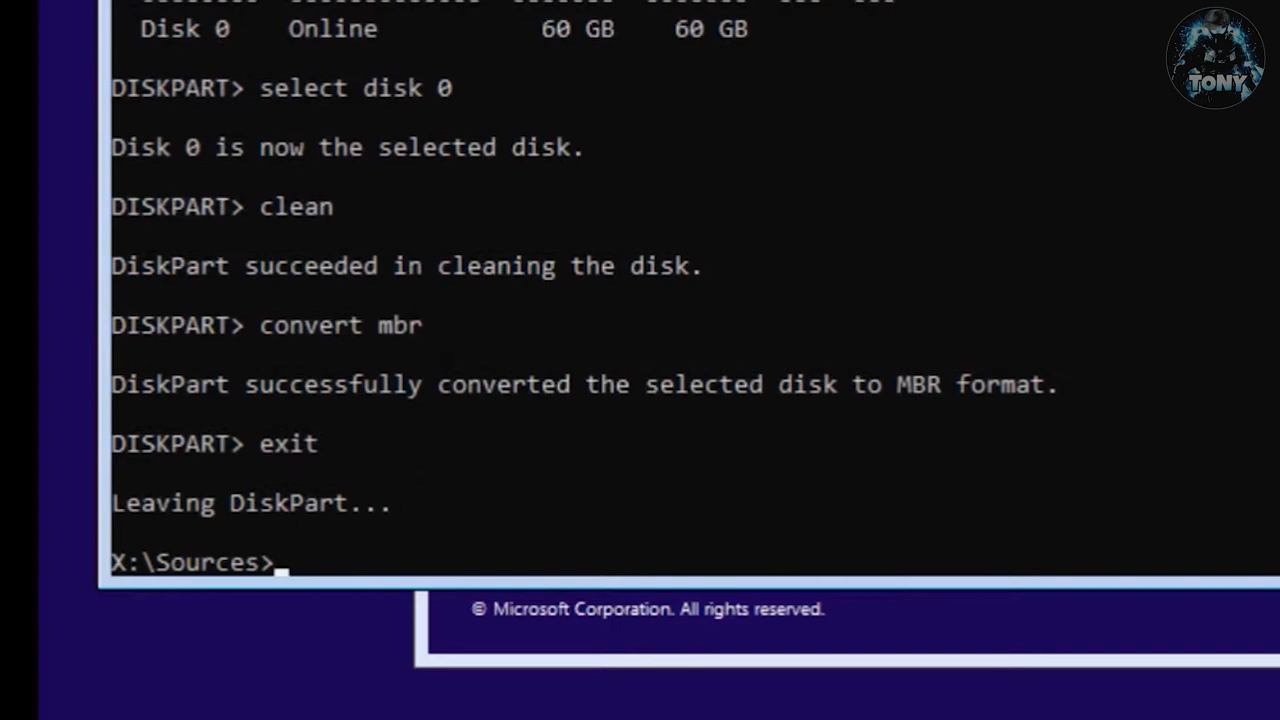 Disk 0    Online           60 GB    60 GB
DISKPART> select disk 0
Disk 0 is now the selected disk.
DISKPART> clean
DiskPart succeeded in cleaning the disk.
DISKPART> convert mbr
DiskPart successfully converted the selected disk to MBR format.
DISKPART> exit
Leaving DiskPart...
X:\Sources>
© Microsoft Corporation. All rights reserved.
TONY